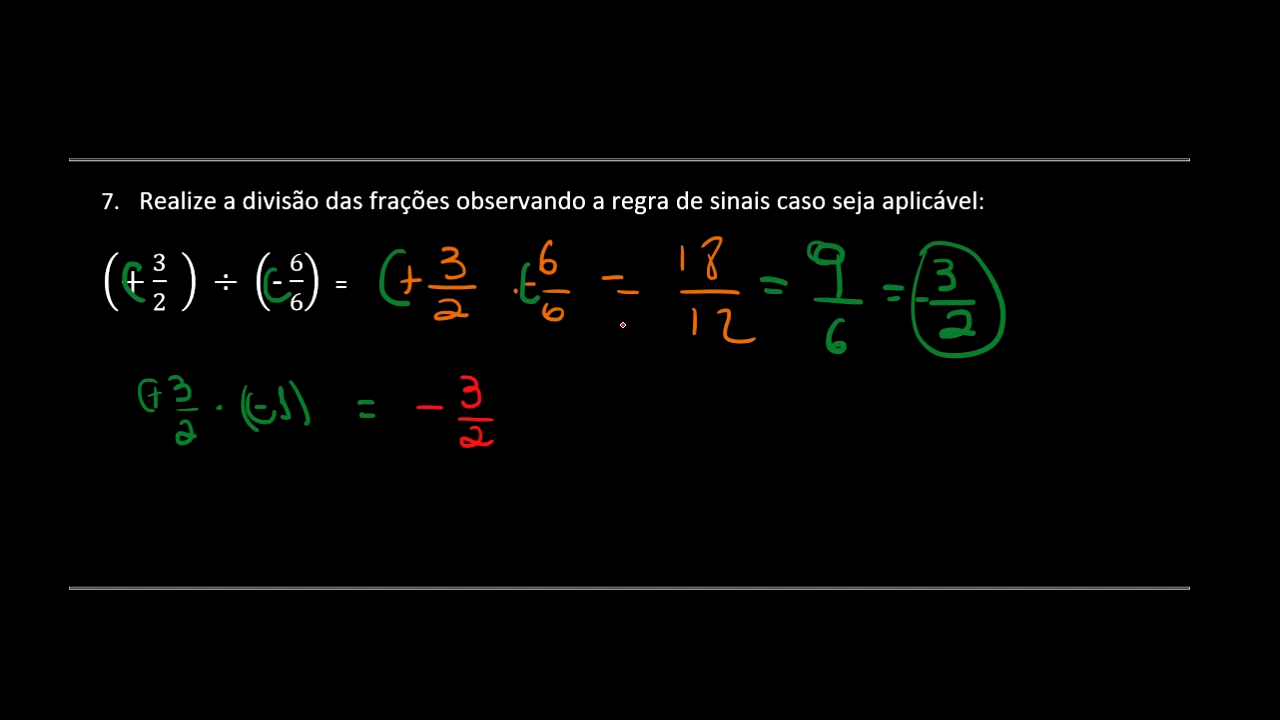 7. Realize a divisão das frações observando a regra de sinais caso seja aplicável:
(+ 3/2) ÷ (- 6/6) = (+ 3/2 · (- 6/6 = - 18/12 = 9/6 = - 3/2
(+ 3/2 · (-1) = - 3/2